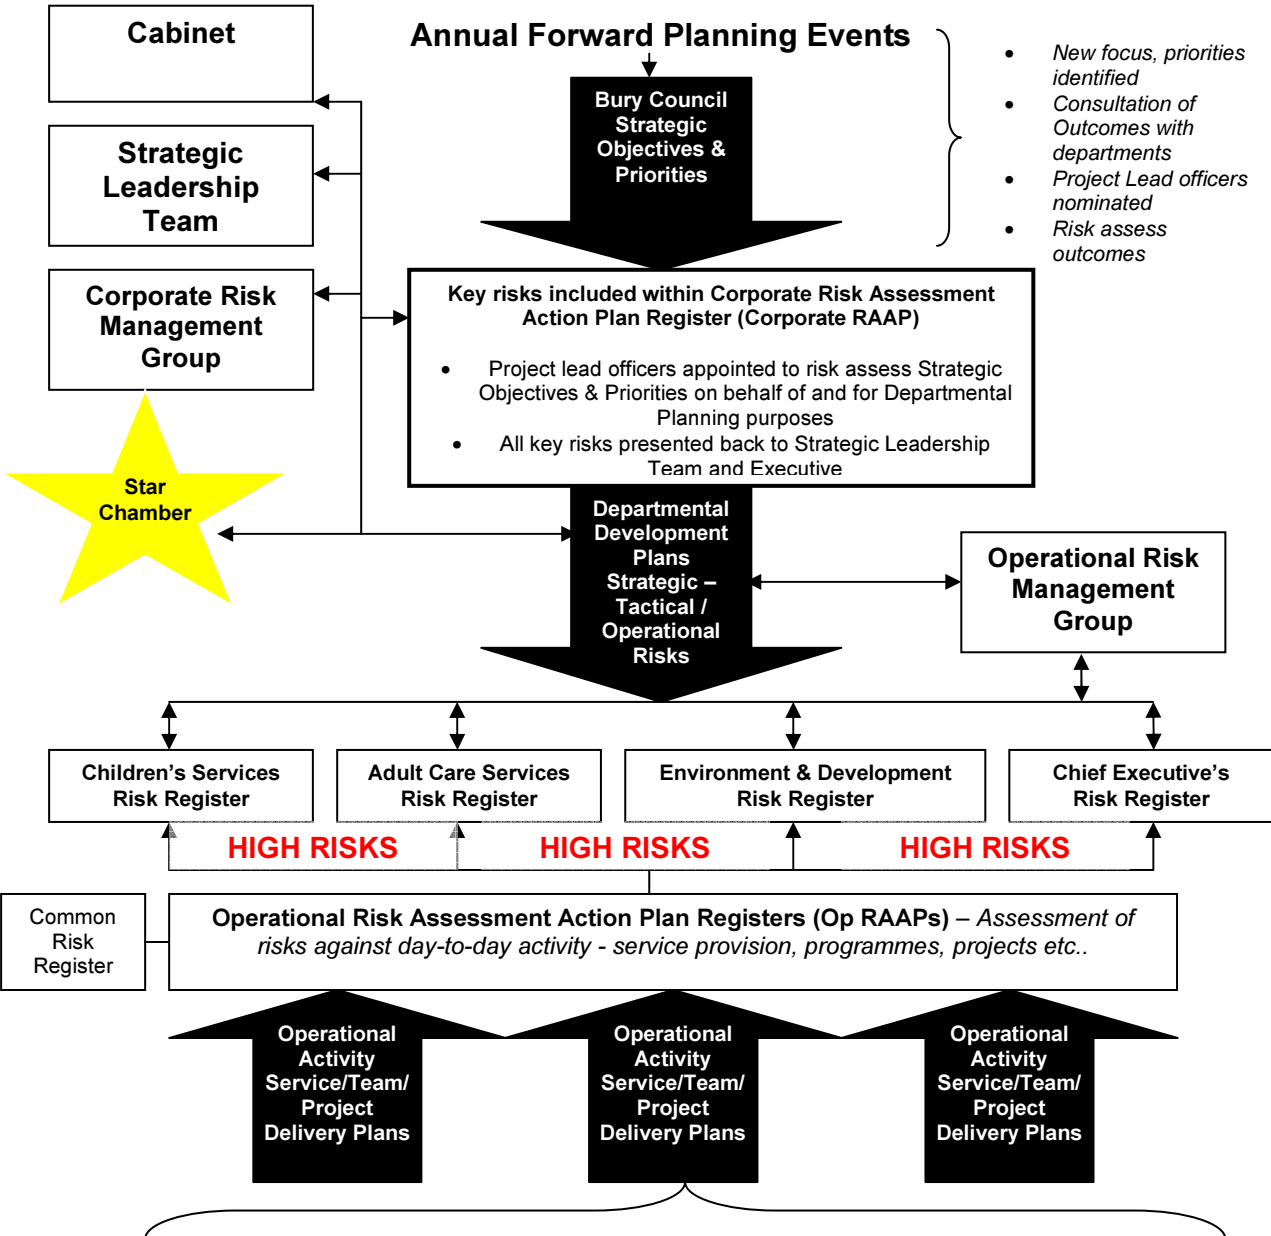 Cabinet
Annual Forward Planning Events
• New focus, priorities
identified
• Consultation of
Outcomes with
departments
• Project Lead officers
nominated
• Risk assess
outcomes
Bury Council
Strategic
Objectives &
Priorities
Strategic
Leadership
Team
Corporate Risk
Management
Group
Key risks included within Corporate Risk Assessment
Action Plan Register (Corporate RAAP)
• Project lead officers appointed to risk assess Strategic
Objectives & Priorities on behalf of and for Departmental
Planning purposes
• All key risks presented back to Strategic Leadership
Team and Executive
Star
Chamber
Departmental
Development
Plans
Strategic –
Tactical /
Operational
Risks
Operational Risk
Management
Group
Children's Services
Risk Register
Adult Care Services
Risk Register
Environment & Development
Risk Register
Chief Executive's
Risk Register
HIGH RISKS
HIGH RISKS
HIGH RISKS
Common
Risk
Register
Operational Risk Assessment Action Plan Registers (Op RAAPs) – Assessment of
risks against day-to-day activity - service provision, programmes, projects etc..
Operational
Activity
Service/Team/
Project
Delivery Plans
Operational
Activity
Service/Team/
Project
Delivery Plans
Operational
Activity
Service/Team/
Project
Delivery Plans